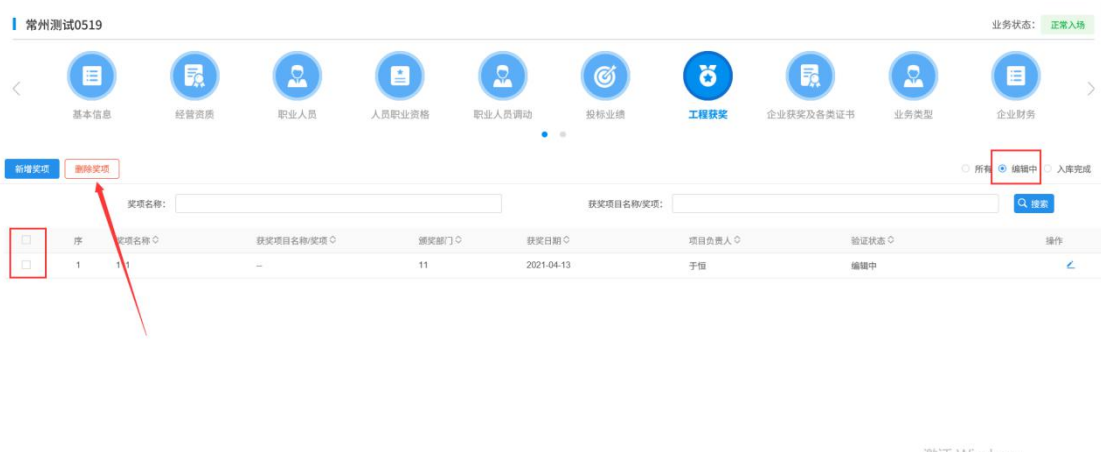 常州测试0519 业务状态： 正常入场
基本信息 经营资质 职业人员 人员职业资格 职业人员调动 投标业绩 工程获奖 企业获奖及各类证书 业务类型 企业财务
新增奖项 删除奖项 所有 编辑中 入库完成
奖项名称： 获奖项目名称/奖项： 搜索
序 奖项名称 获奖项目名称/奖项 颁奖部门 获奖日期 项目负责人 验证状态 操作
1 -- 11 2021-04-13 于恒 编辑中